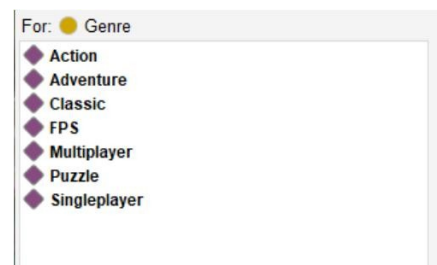 For: Genre
Action
Adventure
Classic
FPS
Multiplayer
Puzzle
Singleplayer